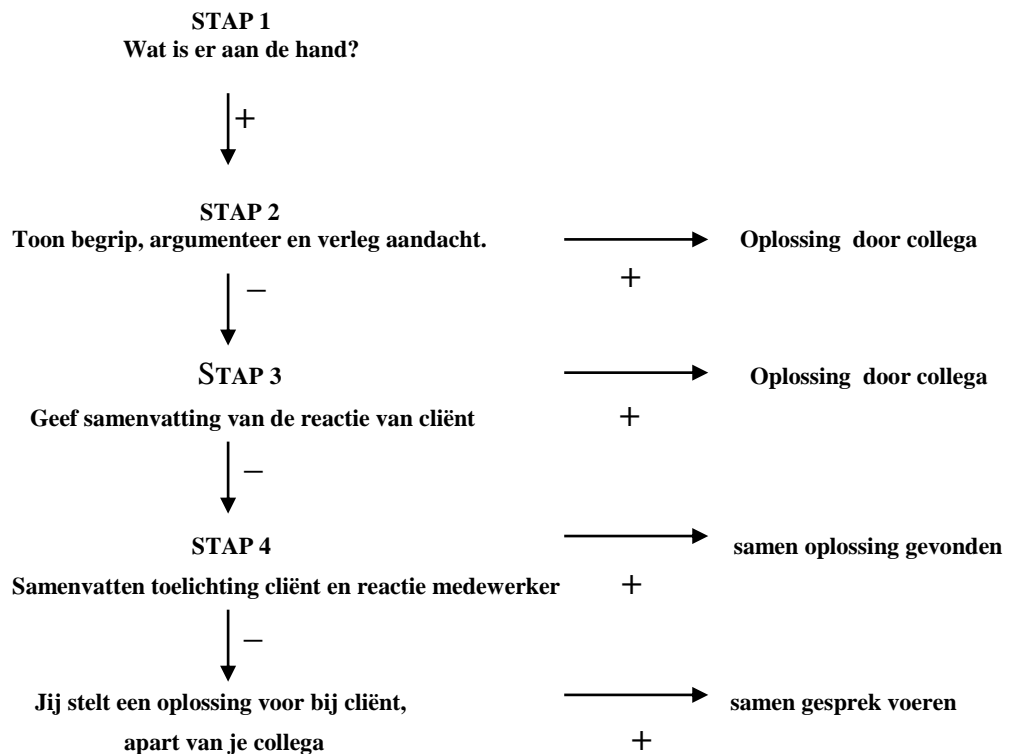 STAP 1
Wat is er aan de hand?
+
STAP 2
Toon begrip, argumenteer en verleg aandacht.
Oplossing door collega
–
+
STAP 3
Oplossing door collega
Geef samenvatting van de reactie van cliënt
+
–
STAP 4
samen oplossing gevonden
Samenvatten toelichting cliënt en reactie medewerker
+
–
Jij stelt een oplossing voor bij cliënt,
samen gesprek voeren
apart van je collega
+